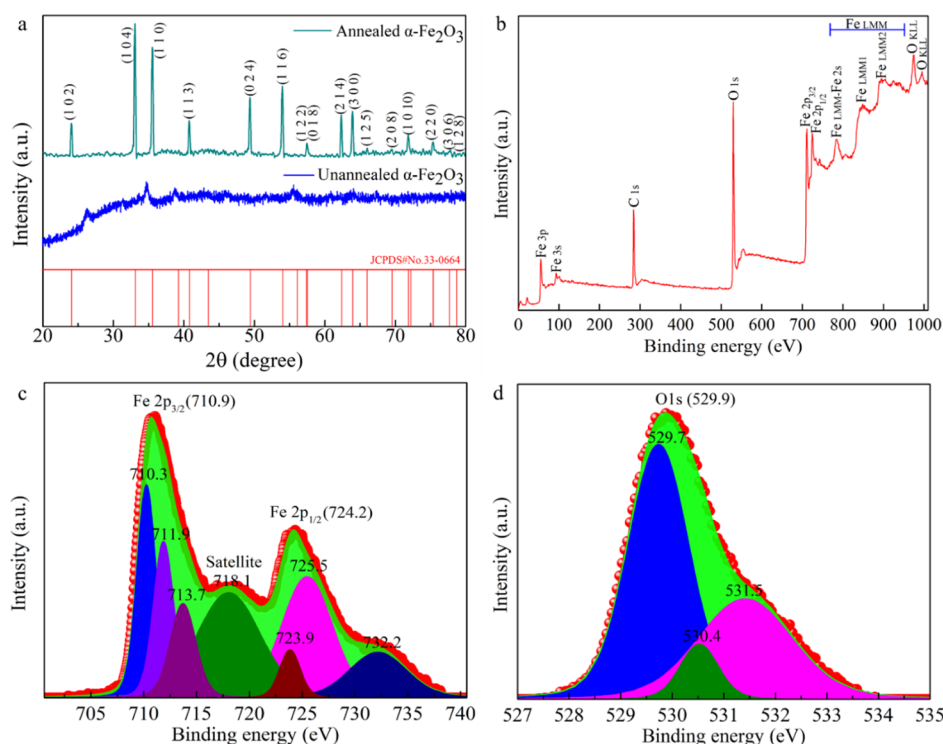 a
Annealed α-Fe2O3
(1 0 2)
(1 0 4)
(1 1 0)
(1 1 3)
(0 2 4)
(1 1 6)
(1 2 2)
(0 1 8)
(2 1 4)
(3 0 0)
(1 2 5)
(2 0 8)
(1 0 10)
(2 2 0)
(3 0 6)
(1 2 8)
Unannealed α-Fe2O3
JCPDS#No.33-0664
Intensity (a.u.)
20 30 40 50 60 70 80
2θ (degree)
b
Fe LMM
Fe 3p
Fe 3s
C 1s
O 1s
Fe 2p3/2
Fe 2p1/2
Fe LMM-Fe 2s
Fe LMM1
Fe LMM2
O KLL
O KLL
Intensity (a.u.)
0 100 200 300 400 500 600 700 800 900 1000
Binding energy (eV)
c
Fe 2p3/2(710.9)
710.3
711.9
713.7
Satellite
718.1
Fe 2p1/2(724.2)
725.5
723.9
732.2
Intensity (a.u.)
705 710 715 720 725 730 735 740
Binding energy (eV)
d
O1s (529.9)
529.7
531.5
530.4
Intensity (a.u.)
527 528 529 530 531 532 533 534 535
Binding energy (eV)